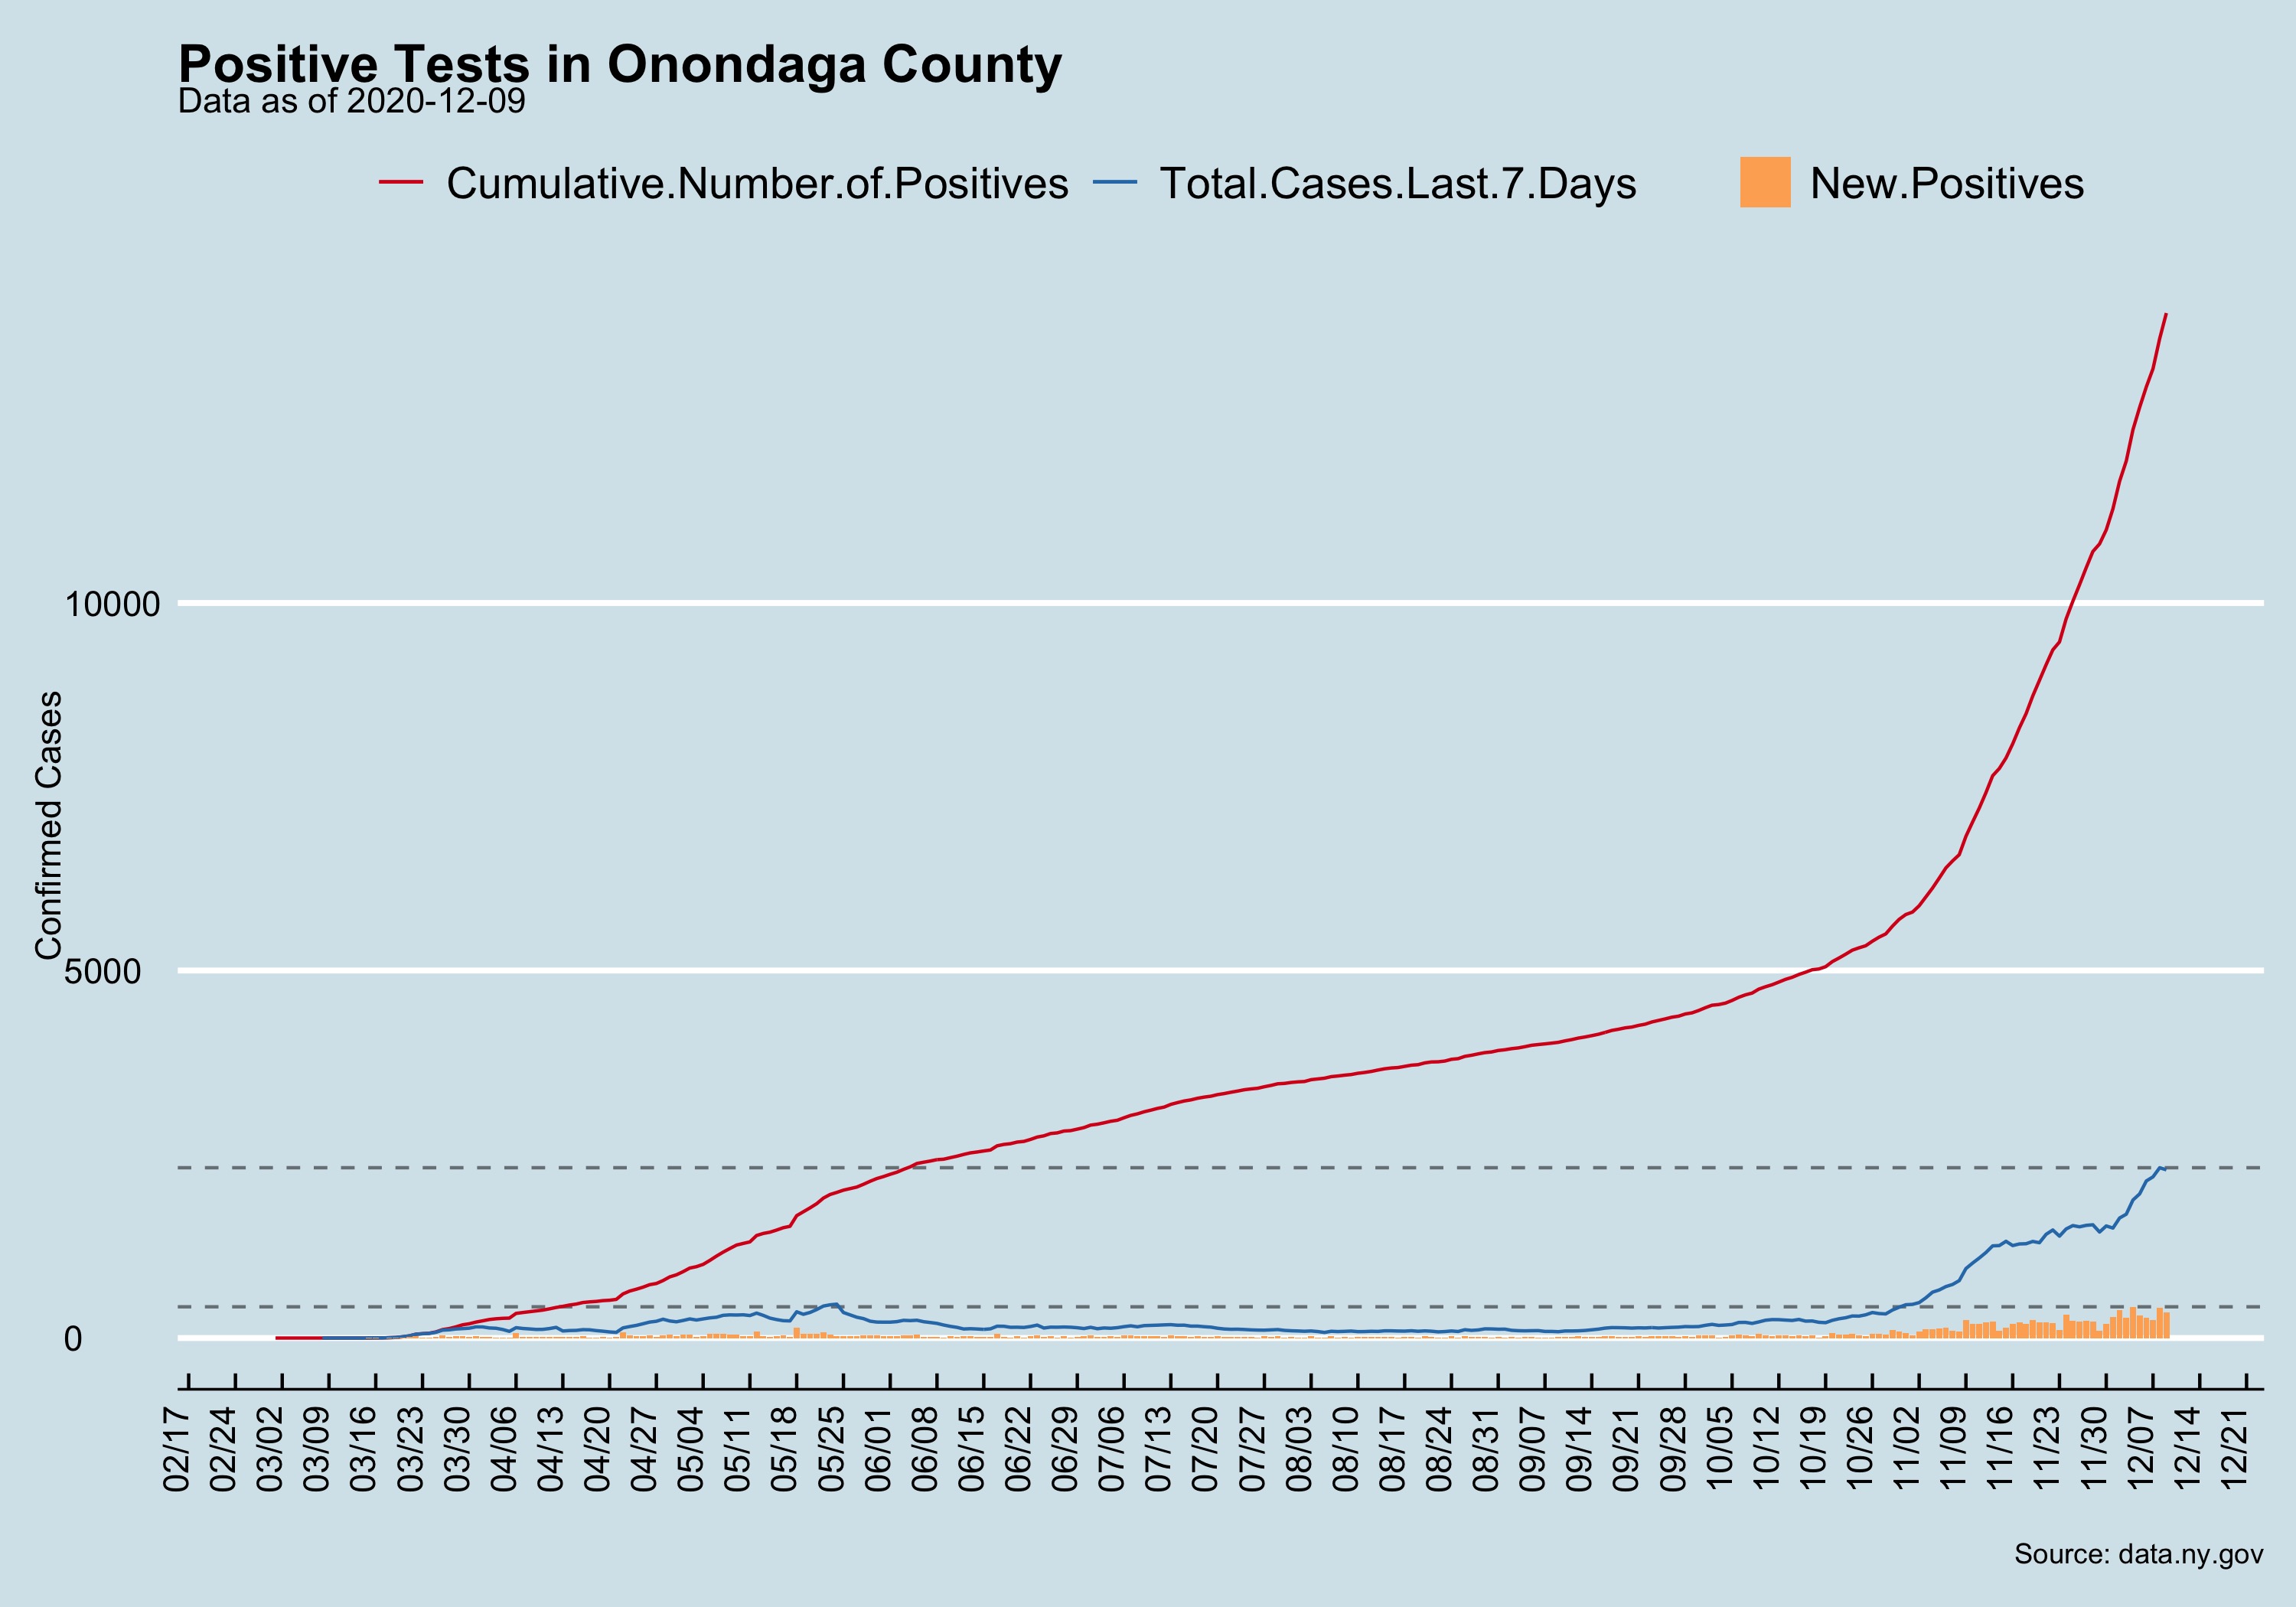 Positive Tests in Onondaga County
Data as of 2020-12-09
Cumulative.Number.of.Positives Total.Cases.Last.7.Days New.Positives
Confirmed Cases
10000
5000
0
02/17 02/24 03/02 03/09 03/16 03/23 03/30 04/06 04/13 04/20 04/27 05/04 05/11 05/18 05/25 06/01 06/08 06/15 06/22 06/29 07/06 07/13 07/20 07/27 08/03 08/10 08/17 08/24 08/31 09/07 09/14 09/21 09/28 10/05 10/12 10/19 10/26 11/02 11/09 11/16 11/23 11/30 12/07 12/14 12/21
Source: data.ny.gov